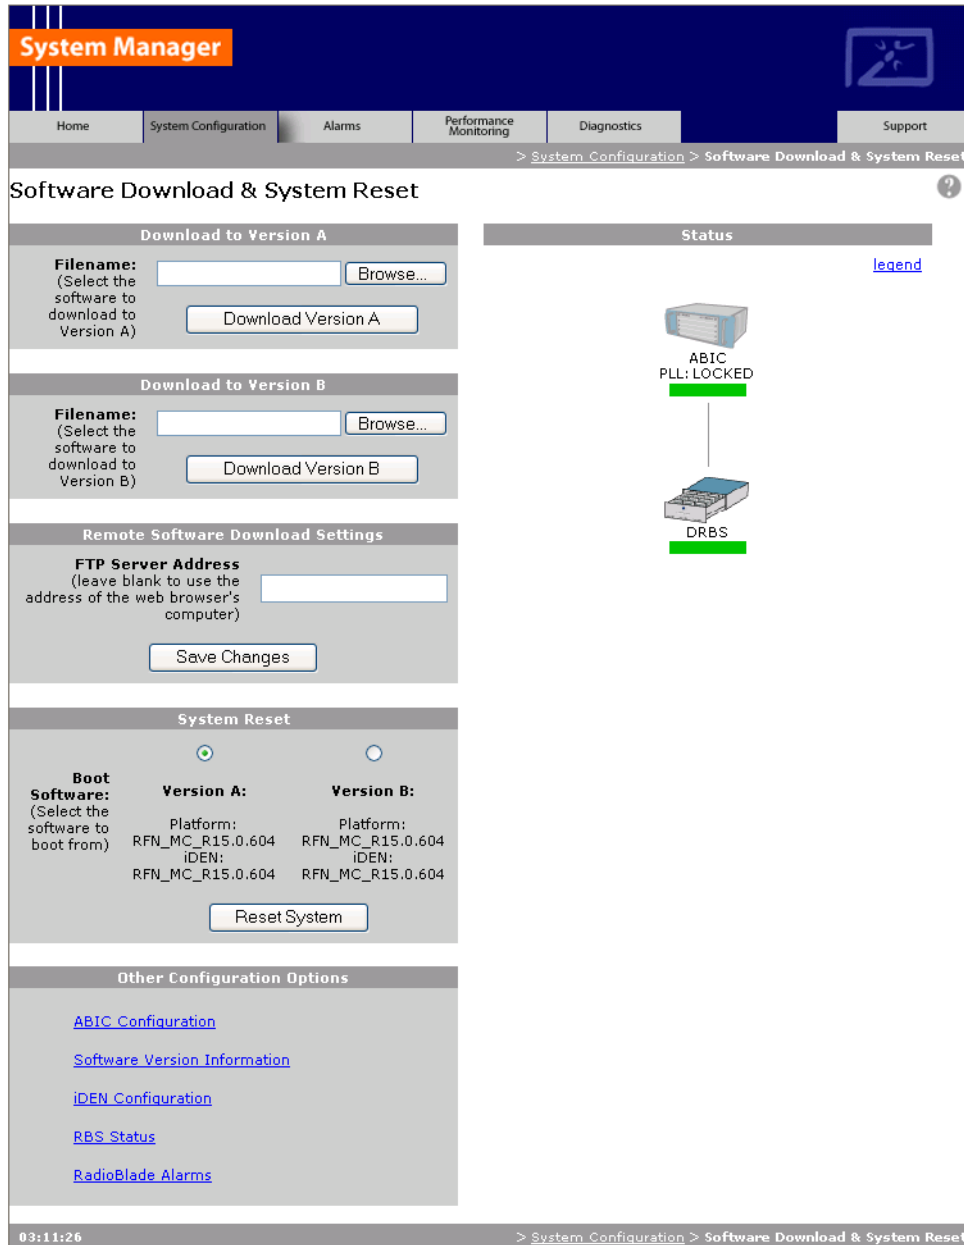 System Manager
Home
System Configuration
Alarms
Performance
Monitoring
Diagnostics
Support
> System Configuration > Software Download & System Reset
Software Download & System Reset
?
Download to Version A
Filename:
(Select the
software to
download to
Version A)
Browse...
Download Version A
Download to Version B
Filename:
(Select the
software to
download to
Version B)
Browse...
Download Version B
Remote Software Download Settings
FTP Server Address
(leave blank to use the
address of the web browser's
computer)
Save Changes
System Reset
Boot
Software:
(Select the
software to
boot from)
Version A:
Platform:
RFN_MC_R15.0.604
iDEN:
RFN_MC_R15.0.604
Version B:
Platform:
RFN_MC_R15.0.604
iDEN:
RFN_MC_R15.0.604
Reset System
Other Configuration Options
ABIC Configuration
Software Version Information
iDEN Configuration
RBS Status
RadioBlade Alarms
Status
legend
ABIC
PLL: LOCKED
DRBS
03:11:26
> System Configuration > Software Download & System Reset